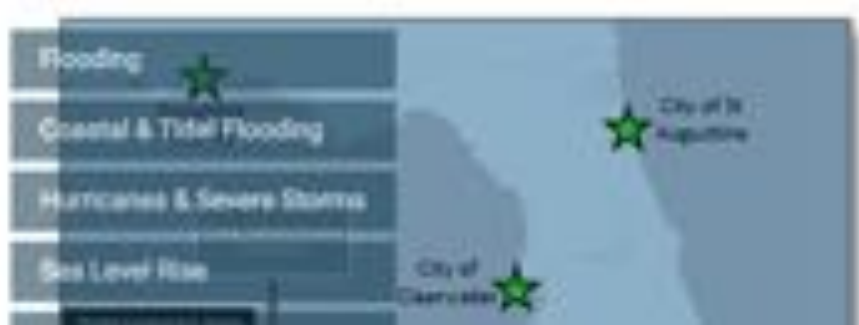 Flooding
Coastal & Tidal Flooding
Hurricanes & Severe Storms
Sea Level Rise
City of St
Augustine
City of
Clearwater